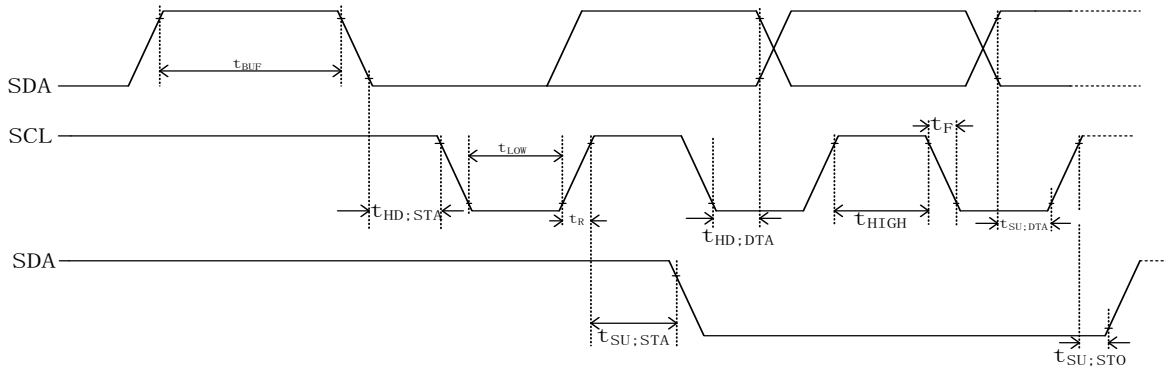 t_BUF
SDA
SCL
t_F
t_LOW
t_HD;STA
t_R
t_HD;DTA
t_HIGH
t_SU;DTA
SDA
t_SU;STA
t_SU;STO